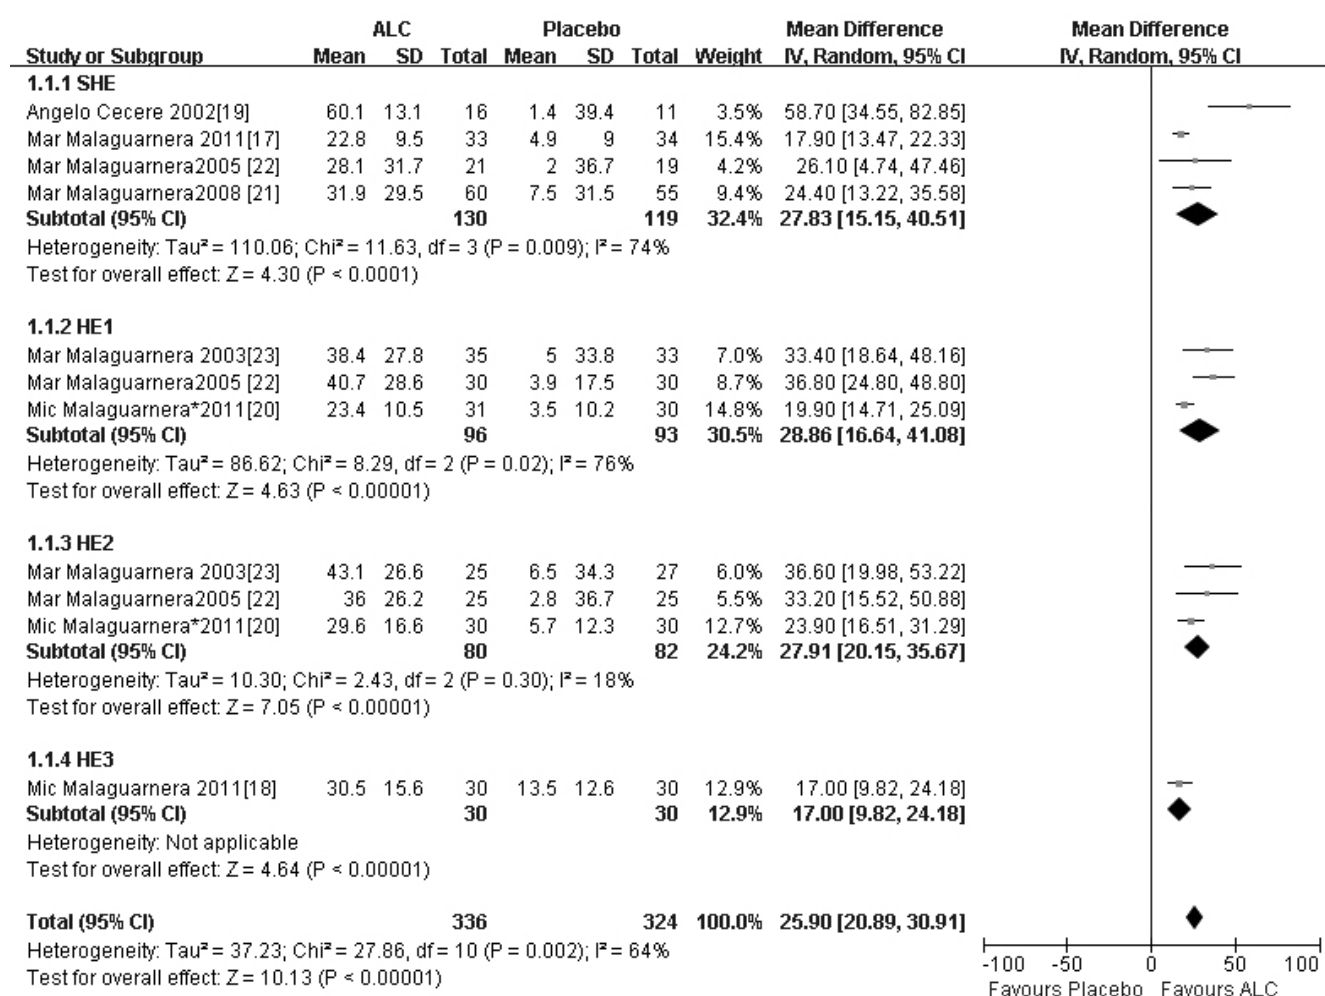 ALC Placebo Mean Difference Mean Difference
Study or Subgroup Mean SD Total Mean SD Total Weight IV, Random, 95% CI IV, Random, 95% CI
1.1.1 SHE
Angelo Cecere 2002[19] 60.1 13.1 16 1.4 39.4 11 3.5% 58.70 [34.55, 82.85]
Mar Malaguarnera 2011[17] 22.8 9.5 33 4.9 9 34 15.4% 17.90 [13.47, 22.33]
Mar Malaguarnera2005 [22] 28.1 31.7 21 2 36.7 19 4.2% 26.10 [4.74, 47.46]
Mar Malaguarnera2008 [21] 31.9 29.5 60 7.5 31.5 55 9.4% 24.40 [13.22, 35.58]
Subtotal (95% CI) 130 119 32.4% 27.83 [15.15, 40.51]
Heterogeneity: Tau² = 110.06; Chi² = 11.63, df = 3 (P = 0.009); I² = 74%
Test for overall effect: Z = 4.30 (P < 0.0001)
1.1.2 HE1
Mar Malaguarnera 2003[23] 38.4 27.8 35 5 33.8 33 7.0% 33.40 [18.64, 48.16]
Mar Malaguarnera2005 [22] 40.7 28.6 30 3.9 17.5 30 8.7% 36.80 [24.80, 48.80]
Mic Malaguarnera*2011[20] 23.4 10.5 31 3.5 10.2 30 14.8% 19.90 [14.71, 25.09]
Subtotal (95% CI) 96 93 30.5% 28.86 [16.64, 41.08]
Heterogeneity: Tau² = 86.62; Chi² = 8.29, df = 2 (P = 0.02); I² = 76%
Test for overall effect: Z = 4.63 (P < 0.00001)
1.1.3 HE2
Mar Malaguarnera 2003[23] 43.1 26.6 25 6.5 34.3 27 6.0% 36.60 [19.98, 53.22]
Mar Malaguarnera2005 [22] 36 26.2 25 2.8 36.7 25 5.5% 33.20 [15.52, 50.88]
Mic Malaguarnera*2011[20] 29.6 16.6 30 5.7 12.3 30 12.7% 23.90 [16.51, 31.29]
Subtotal (95% CI) 80 82 24.2% 27.91 [20.15, 35.67]
Heterogeneity: Tau² = 10.30; Chi² = 2.43, df = 2 (P = 0.30); I² = 18%
Test for overall effect: Z = 7.05 (P < 0.00001)
1.1.4 HE3
Mic Malaguarnera 2011[18] 30.5 15.6 30 13.5 12.6 30 12.9% 17.00 [9.82, 24.18]
Subtotal (95% CI) 30 30 12.9% 17.00 [9.82, 24.18]
Heterogeneity: Not applicable
Test for overall effect: Z = 4.64 (P < 0.00001)
Total (95% CI) 336 324 100.0% 25.90 [20.89, 30.91]
Heterogeneity: Tau² = 37.23; Chi² = 27.86, df = 10 (P = 0.002); I² = 64%
Test for overall effect: Z = 10.13 (P < 0.00001)
-100 -50 0 50 100
Favours Placebo Favours ALC